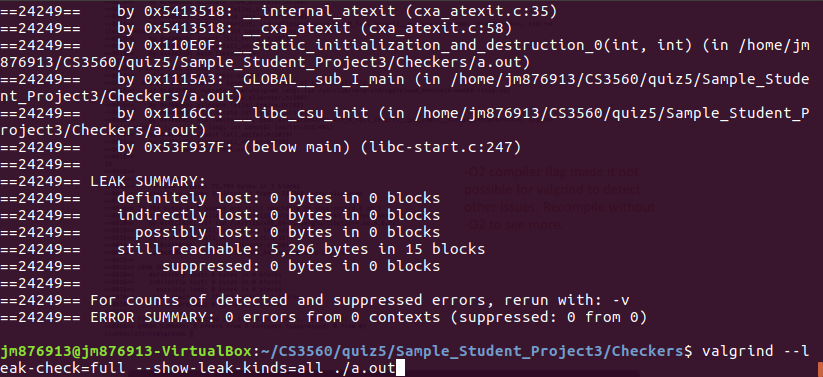 ==24249==    by 0x5413518: __internal_atexit (cxa_atexit.c:35)
==24249==    by 0x5413518: __cxa_atexit (cxa_atexit.c:58)
==24249==    by 0x110E0F: __static_initialization_and_destruction_0(int, int) (in /home/jm
876913/CS3560/quiz5/Sample_Student_Project3/Checkers/a.out)
==24249==    by 0x1115A3: _GLOBAL__sub_I_main (in /home/jm876913/CS3560/quiz5/Sample_Stude
nt_Project3/Checkers/a.out)
==24249==    by 0x1116CC: __libc_csu_init (in /home/jm876913/CS3560/quiz5/Sample_Student_P
roject3/Checkers/a.out)
==24249==    by 0x53F937F: (below main) (libc-start.c:247)
==24249==
==24249== LEAK SUMMARY:
==24249==    definitely lost: 0 bytes in 0 blocks
==24249==    indirectly lost: 0 bytes in 0 blocks
==24249==      possibly lost: 0 bytes in 0 blocks
==24249==    still reachable: 5,296 bytes in 15 blocks
==24249==         suppressed: 0 bytes in 0 blocks
==24249==
==24249== For counts of detected and suppressed errors, rerun with: -v
==24249== ERROR SUMMARY: 0 errors from 0 contexts (suppressed: 0 from 0)
jm876913@jm876913-VirtualBox:~/CS3560/quiz5/Sample_Student_Project3/Checkers$ valgrind --l
eak-check=full --show-leak-kinds=all ./a.out